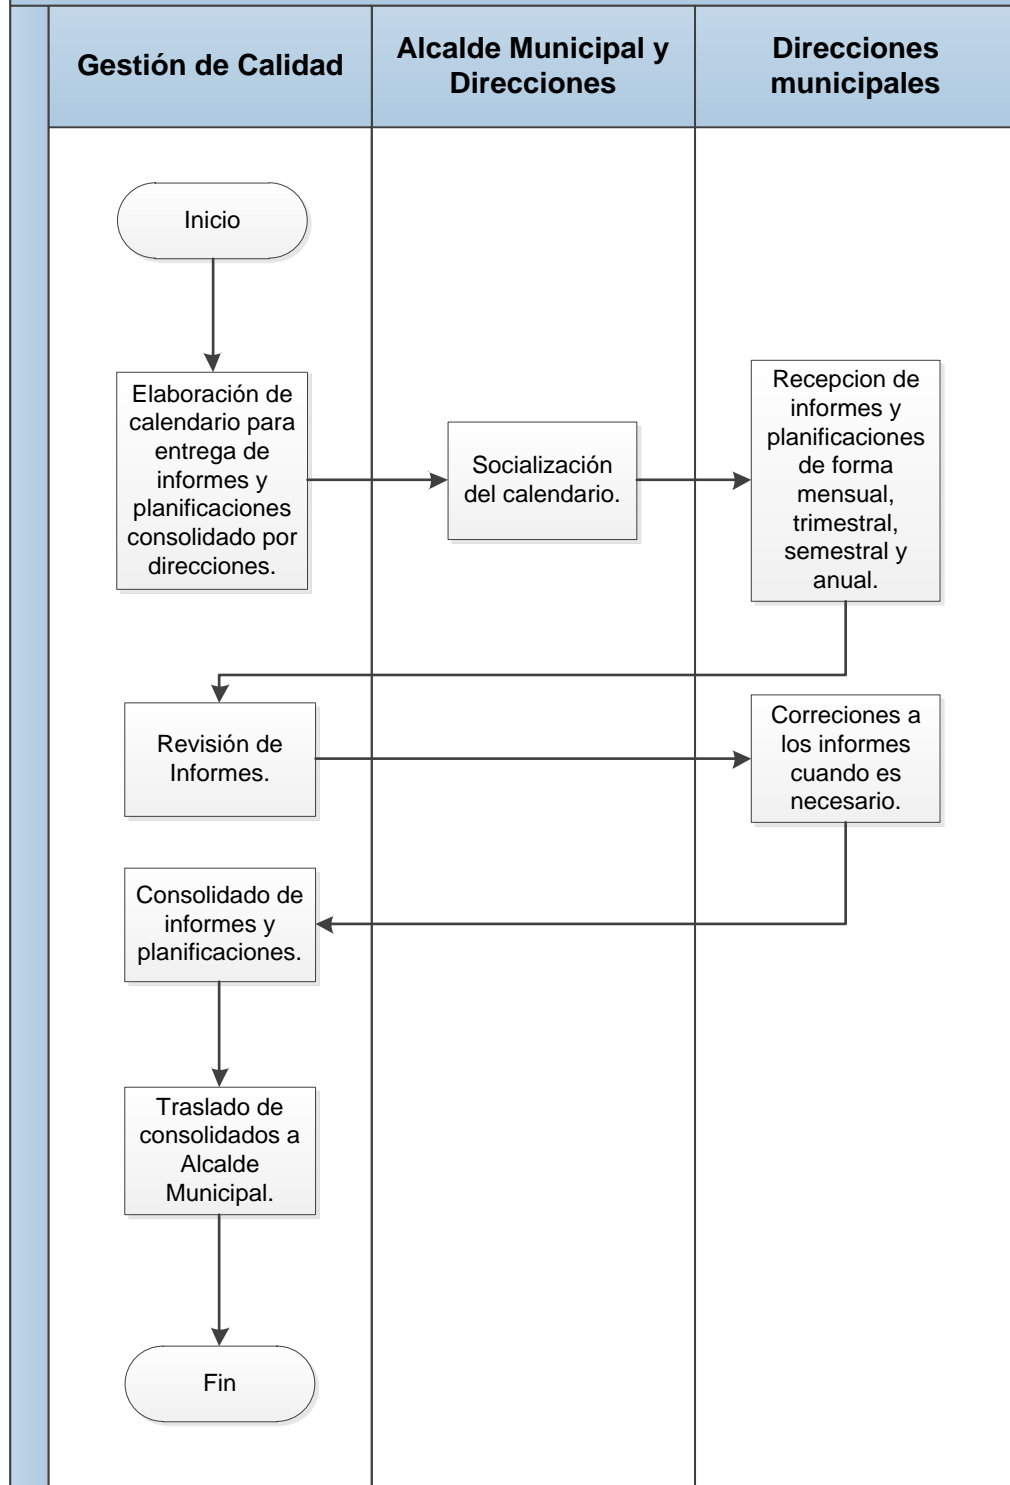 Gestión de Calidad
Alcalde Municipal y
Direcciones
Direcciones
municipales
Inicio
Elaboración de
calendario para
entrega de
informes y
planificaciones
consolidado por
direcciones.
Socialización
del calendario.
Recepcion de
informes y
planificaciones
de forma
mensual,
trimestral,
semestral y
anual.
Revisión de
Informes.
Correciones a
los informes
cuando es
necesario.
Consolidado de
informes y
planificaciones.
Traslado de
consolidados a
Alcalde
Municipal.
Fin